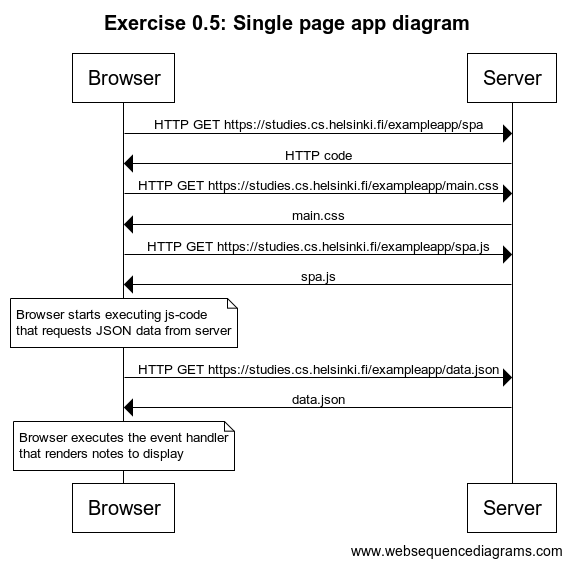 Exercise 0.5: Single page app diagram
Browser
Server
HTTP GET https://studies.cs.helsinki.fi/exampleapp/spa
HTTP code
HTTP GET https://studies.cs.helsinki.fi/exampleapp/main.css
main.css
HTTP GET https://studies.cs.helsinki.fi/exampleapp/spa.js
spa.js
Browser starts executing js-code
that requests JSON data from server
HTTP GET https://studies.cs.helsinki.fi/exampleapp/data.json
data.json
Browser executes the event handler
that renders notes to display
Browser
Server
www.websequencediagrams.com